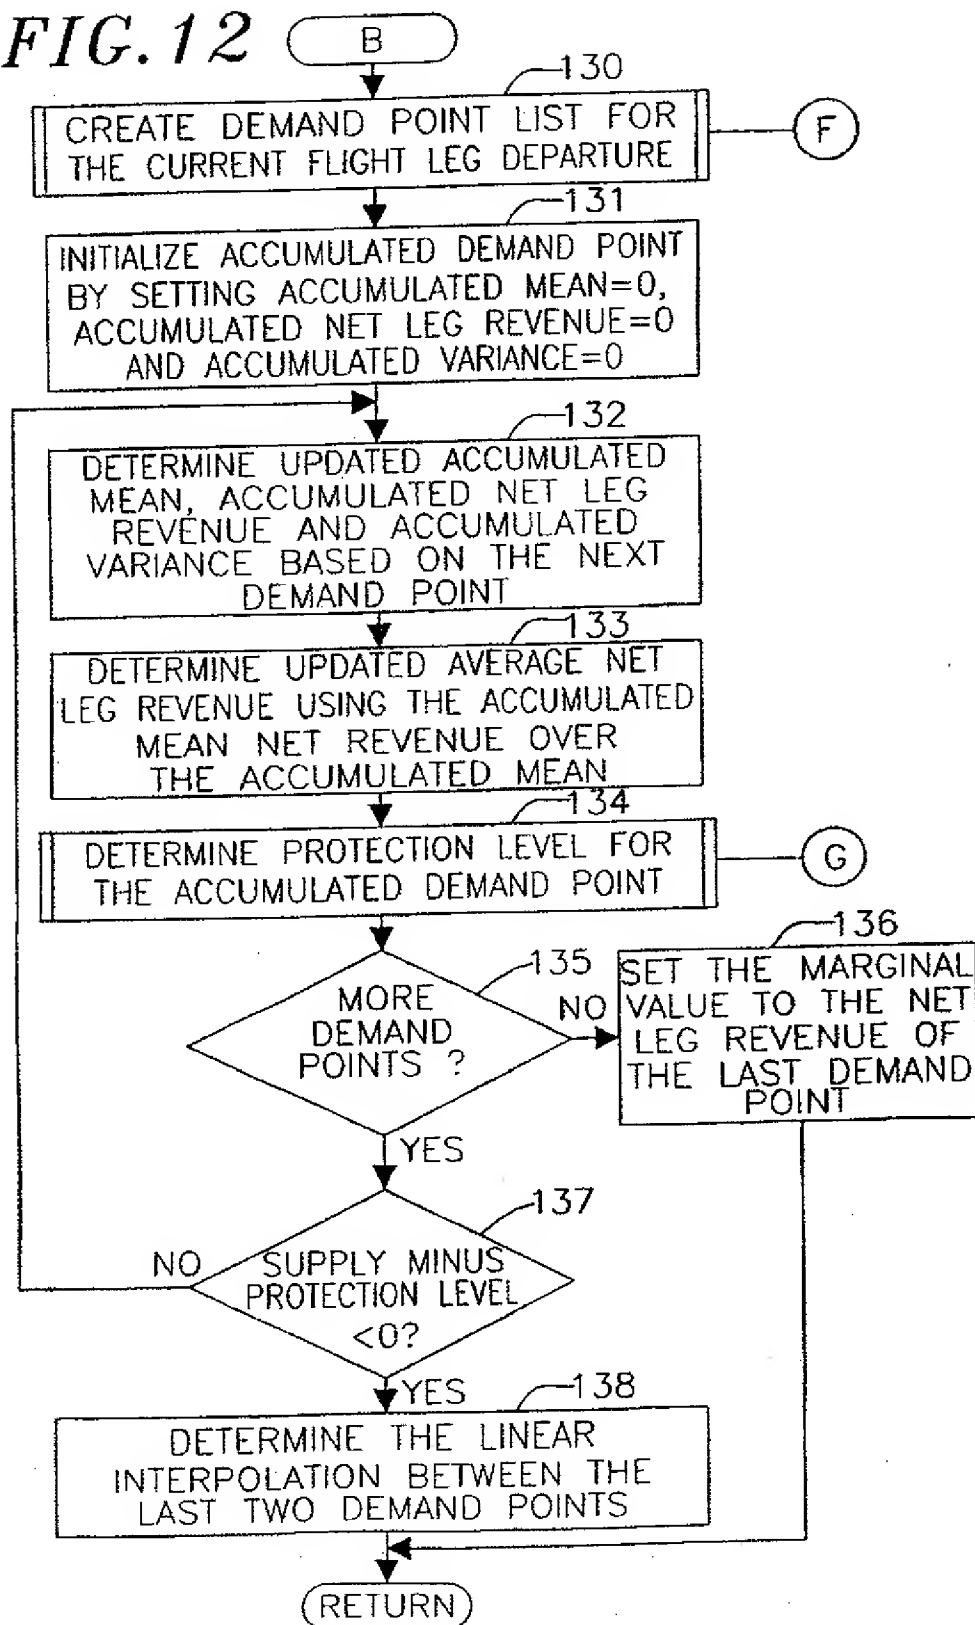 FIG. 12
B
130
CREATE DEMAND POINT LIST FOR
THE CURRENT FLIGHT LEG DEPARTURE
F
131
INITIALIZE ACCUMULATED DEMAND POINT
BY SETTING ACCUMULATED MEAN=0,
ACCUMULATED NET LEG REVENUE=0
AND ACCUMULATED VARIANCE=0
132
DETERMINE UPDATED ACCUMULATED
MEAN, ACCUMULATED NET LEG
REVENUE AND ACCUMULATED
VARIANCE BASED ON THE NEXT
DEMAND POINT
133
DETERMINE UPDATED AVERAGE NET
LEG REVENUE USING THE ACCUMULATED
MEAN NET REVENUE OVER
THE ACCUMULATED MEAN
134
DETERMINE PROTECTION LEVEL FOR
THE ACCUMULATED DEMAND POINT
G
135
MORE
DEMAND
POINTS ?
NO
136
SET THE MARGINAL
VALUE TO THE NET
LEG REVENUE OF
THE LAST DEMAND
POINT
YES
137
SUPPLY MINUS
PROTECTION LEVEL
<0?
NO
YES
138
DETERMINE THE LINEAR
INTERPOLATION BETWEEN THE
LAST TWO DEMAND POINTS
RETURN